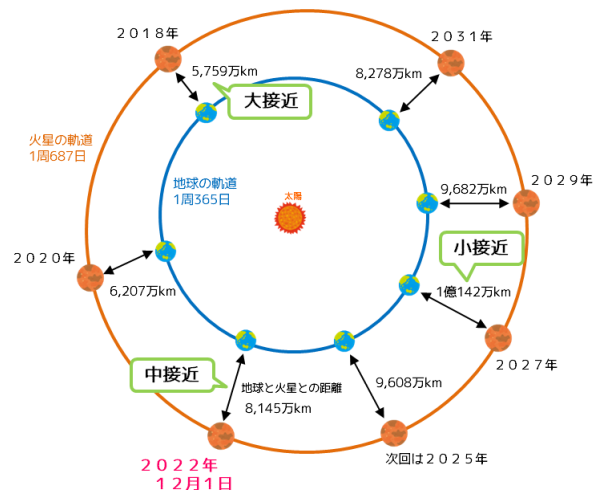 ２０１８年
２０３１年
5,759万km
8,278万km
大接近
火星の軌道
1周687日
地球の軌道
1周365日
太陽
２０２９年
9,682万km
小接近
２０２０年
6,207万km
1億142万km
２０２７年
中接近
地球と火星との距離
8,145万km
9,608万km
２０２２年
１２月１日
次回は２０２５年